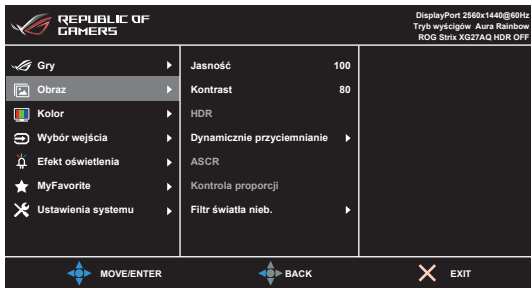 REPUBLIC OF
GAMERS
DisplayPort 2560x1440@60Hz
Tryb wyścigów Aura Rainbow
ROG Strix XG27AQ HDR OFF
Gry
Obraz
Kolor
Wybór wejścia
Efekt oświetlenia
MyFavorite
Ustawienia systemu
Jasność 100
Kontrast 80
HDR
Dynamicznie przyciemnianie
ASCR
Kontrola proporcji
Filtr światła nieb.
MOVE/ENTER
BACK
EXIT